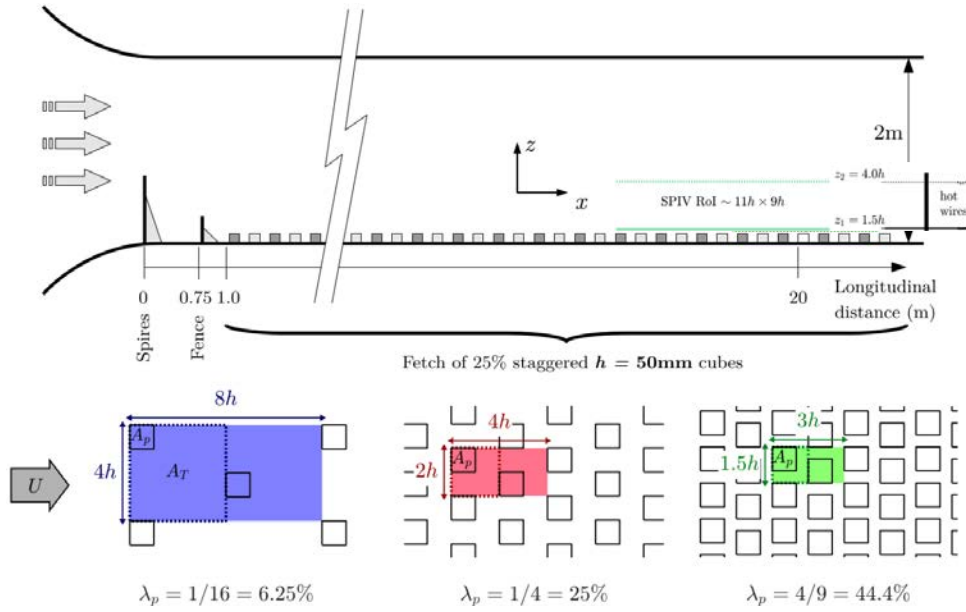 2m
z
x
z₂ = 4.0h
SPIV RoI ~ 11h × 9h
z₁ = 1.5h
hot
wires
0
0.75
1.0
20
Longitudinal
distance (m)
Spires
Fence
Fetch of 25% staggered h = 50mm cubes
8h
4h
3h
Aₚ
4h
A_T
U
Aₚ
2h
Aₚ
1.5h
λₚ = 1/16 = 6.25%
λₚ = 1/4 = 25%
λₚ = 4/9 = 44.4%